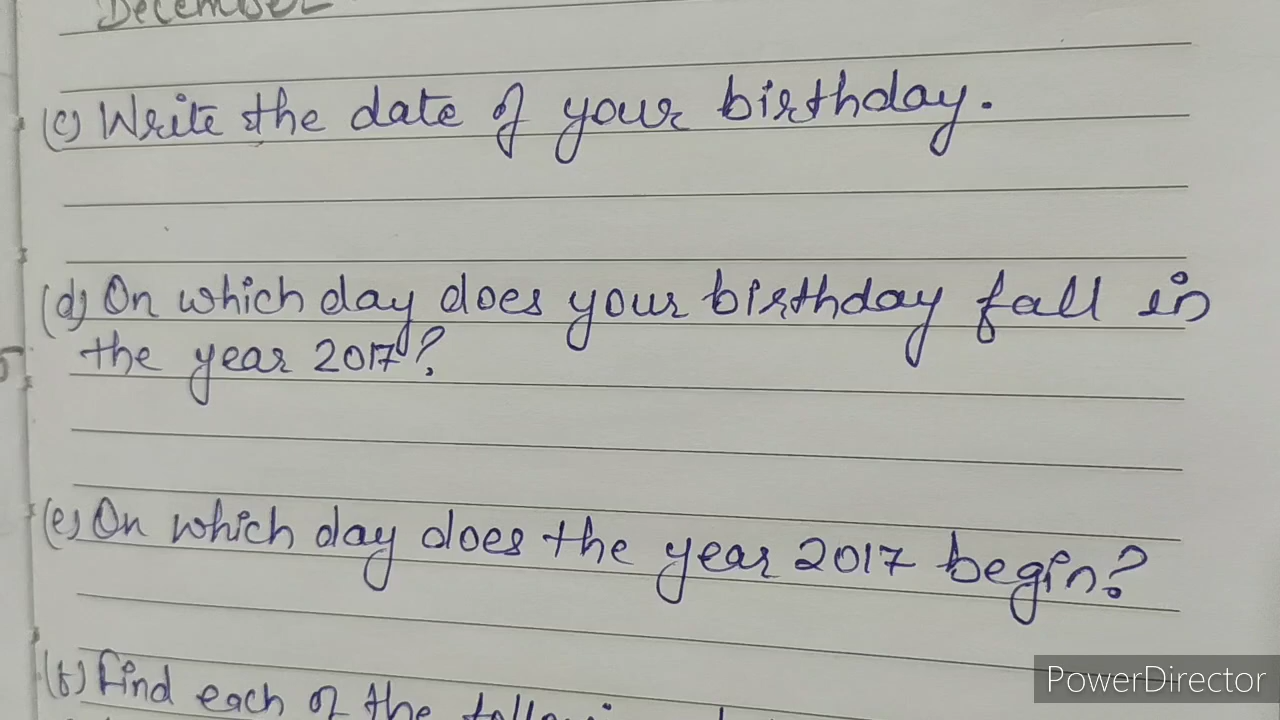 December
(c) Write the date of your birthday.
(d) On which day does your birthday fall in
the year 2017?
(e) On which day does the year 2017 begin?
(f) Find each of the
PowerDirector